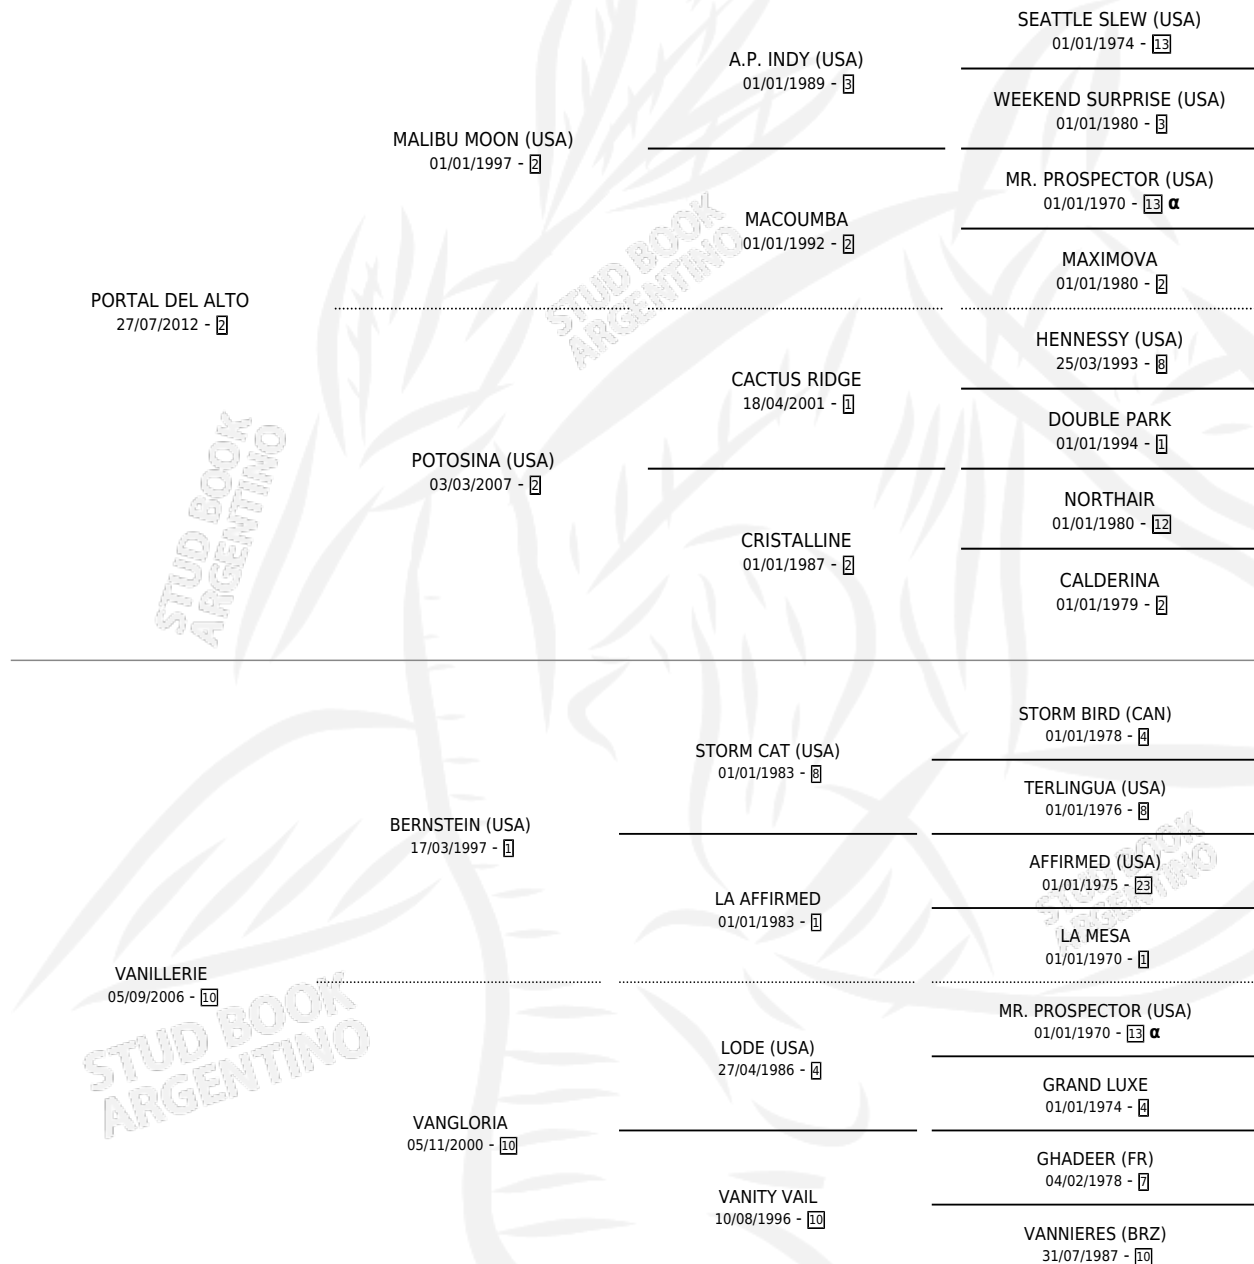 SEATTLE SLEW (USA)
01/01/1974 - 13
A.P. INDY (USA)
01/01/1989 - 3
WEEKEND SURPRISE (USA)
01/01/1980 - 3
MALIBU MOON (USA)
01/01/1997 - 2
MR. PROSPECTOR (USA)
01/01/1970 - 13 α
MACOUMBA
01/01/1992 - 2
MAXIMOVA
01/01/1980 - 2
PORTAL DEL ALTO
27/07/2012 - 2
HENNESSY (USA)
25/03/1993 - 8
CACTUS RIDGE
18/04/2001 - 1
DOUBLE PARK
01/01/1994 - 1
POTOSINA (USA)
03/03/2007 - 2
NORTHAIR
01/01/1980 - 12
CRISTALLINE
01/01/1987 - 2
CALDERINA
01/01/1979 - 2
STORM BIRD (CAN)
01/01/1978 - 4
STORM CAT (USA)
01/01/1983 - 8
TERLINGUA (USA)
01/01/1976 - 8
BERNSTEIN (USA)
17/03/1997 - 1
AFFIRMED (USA)
01/01/1975 - 23
LA AFFIRMED
01/01/1983 - 1
LA MESA
01/01/1970 - 1
VANILLERIE
05/09/2006 - 10
MR. PROSPECTOR (USA)
01/01/1970 - 13 α
LODE (USA)
27/04/1986 - 4
GRAND LUXE
01/01/1974 - 4
VANGLORIA
05/11/2000 - 10
GHADEER (FR)
04/02/1978 - 7
VANITY VAIL
10/08/1996 - 10
VANNIERES (BRZ)
31/07/1987 - 10
STUD BOOK
ARGENTINO
STUD BOOK
ARGENTINO
STUD BOOK
ARGENTINO
STUD BOOK
ARGENTINO